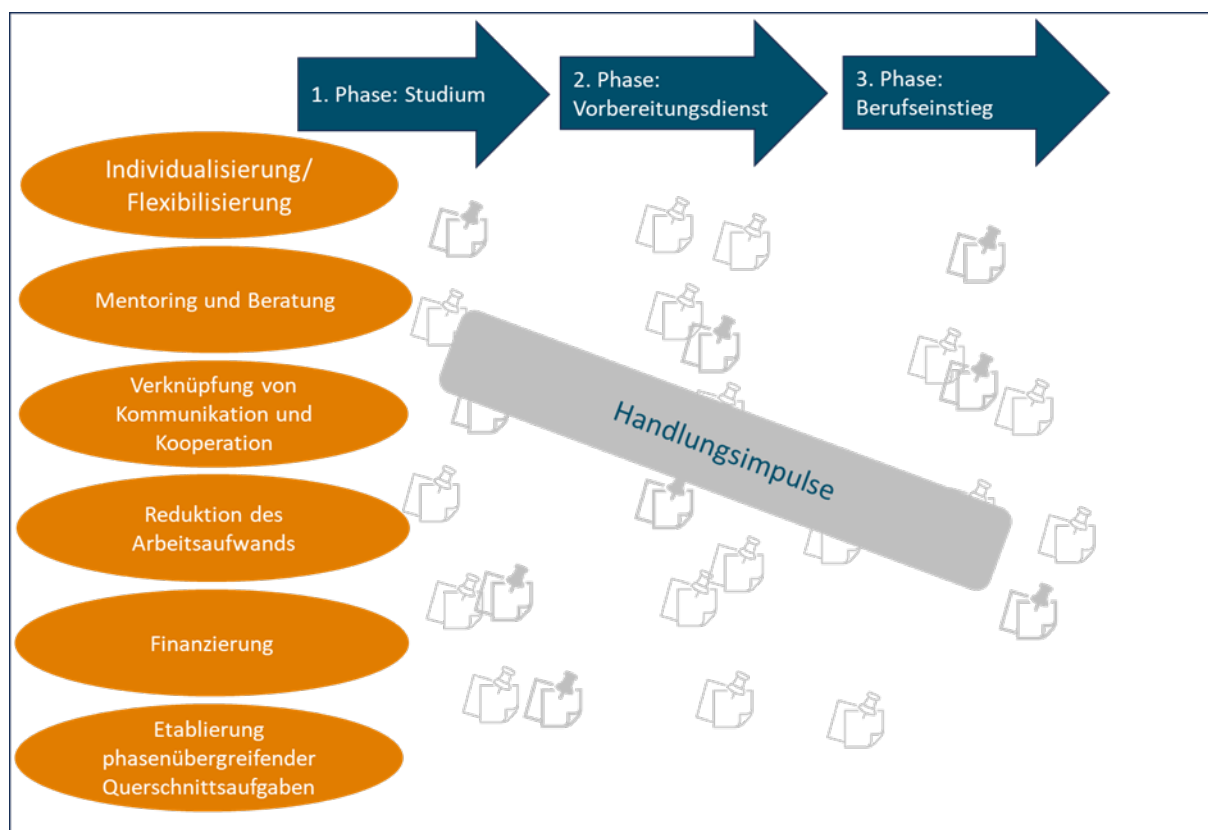 1. Phase: Studium
2. Phase:
Vorbereitungsdienst
3. Phase:
Berufseinstieg
Individualisierung/
Flexibilisierung
Mentoring und Beratung
Verknüpfung von
Kommunikation und
Kooperation
Handlungsimpulse
Reduktion des
Arbeitsaufwands
Finanzierung
Etablierung
phasenübergreifender
Querschnittsaufgaben